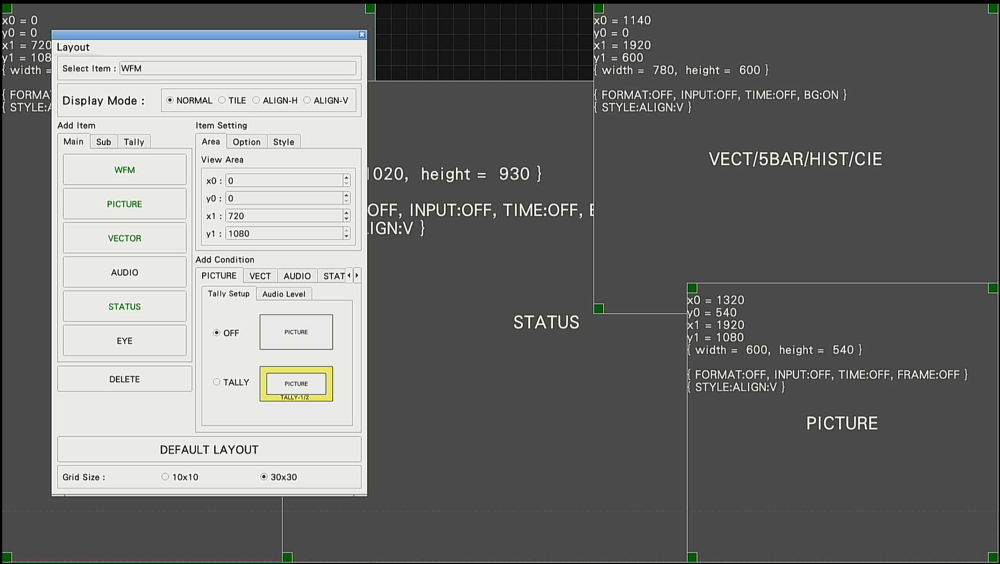 x0 = 0
y0 = 0
x1 = 720
y1 = 108
{ width =
{ FORMA
{ STYLE:A
Layout
Select Item : WFM
Display Mode : NORMAL TILE ALIGN-H ALIGN-V
Add Item
Main Sub Tally
WFM
PICTURE
VECTOR
AUDIO
STATUS
EYE
DELETE
Item Setting
Area Option Style
View Area
x0 : 0
y0 : 0
x1 : 720
y1 : 1080
Add Condition
PICTURE VECT AUDIO STAT
Tally Setup Audio Level
OFF PICTURE
TALLY PICTURE
TALLY-1/2
DEFAULT LAYOUT
Grid Size : 10x10 30x30
1020, height = 930 }
OFF, INPUT:OFF, TIME:OFF,
LIGN:V }
STATUS
x0 = 1140
y0 = 0
x1 = 1920
y1 = 600
{ width = 780, height = 600 }
{ FORMAT:OFF, INPUT:OFF, TIME:OFF, BG:ON }
{ STYLE:ALIGN:V }
VECT/5BAR/HIST/CIE
x0 = 1320
y0 = 540
x1 = 1920
y1 = 1080
{ width = 600, height = 540 }
{ FORMAT:OFF, INPUT:OFF, TIME:OFF, FRAME:OFF }
{ STYLE:ALIGN:V }
PICTURE